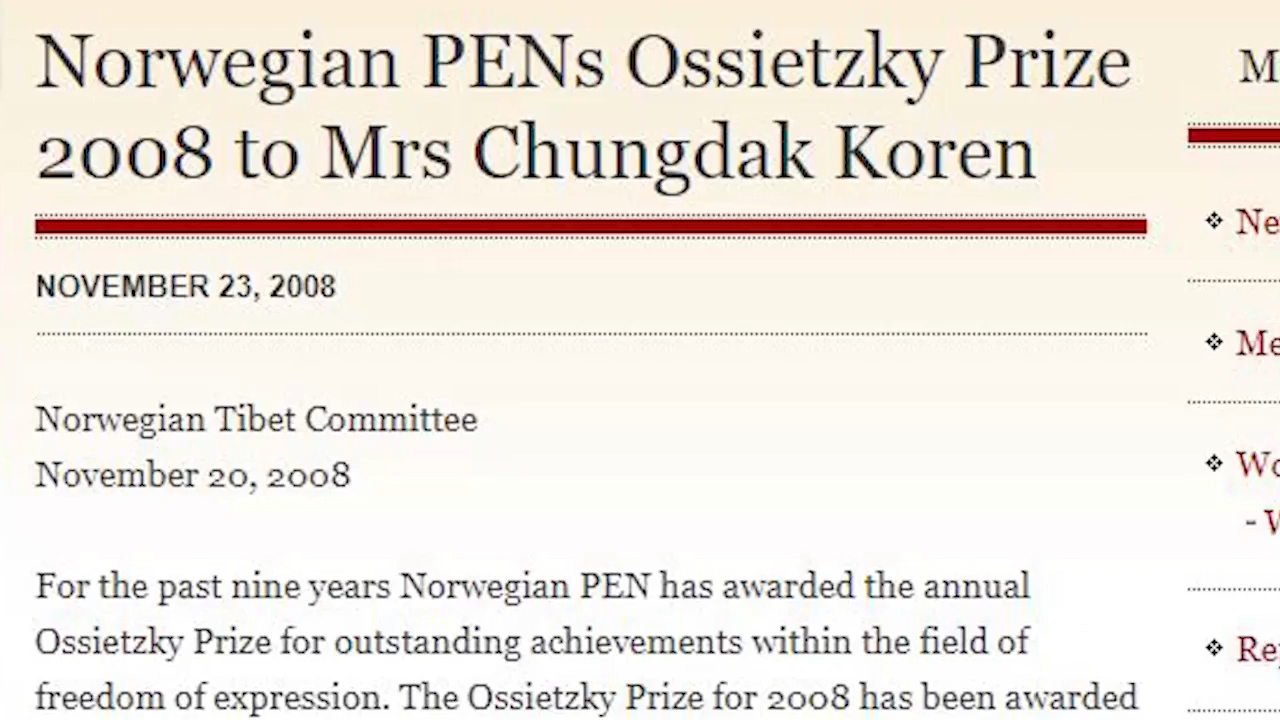 Norwegian PENs Ossietzky Prize
2008 to Mrs Chungdak Koren
NOVEMBER 23, 2008
Norwegian Tibet Committee
November 20, 2008
For the past nine years Norwegian PEN has awarded the annual
Ossietzky Prize for outstanding achievements within the field of
freedom of expression. The Ossietzky Prize for 2008 has been awarded